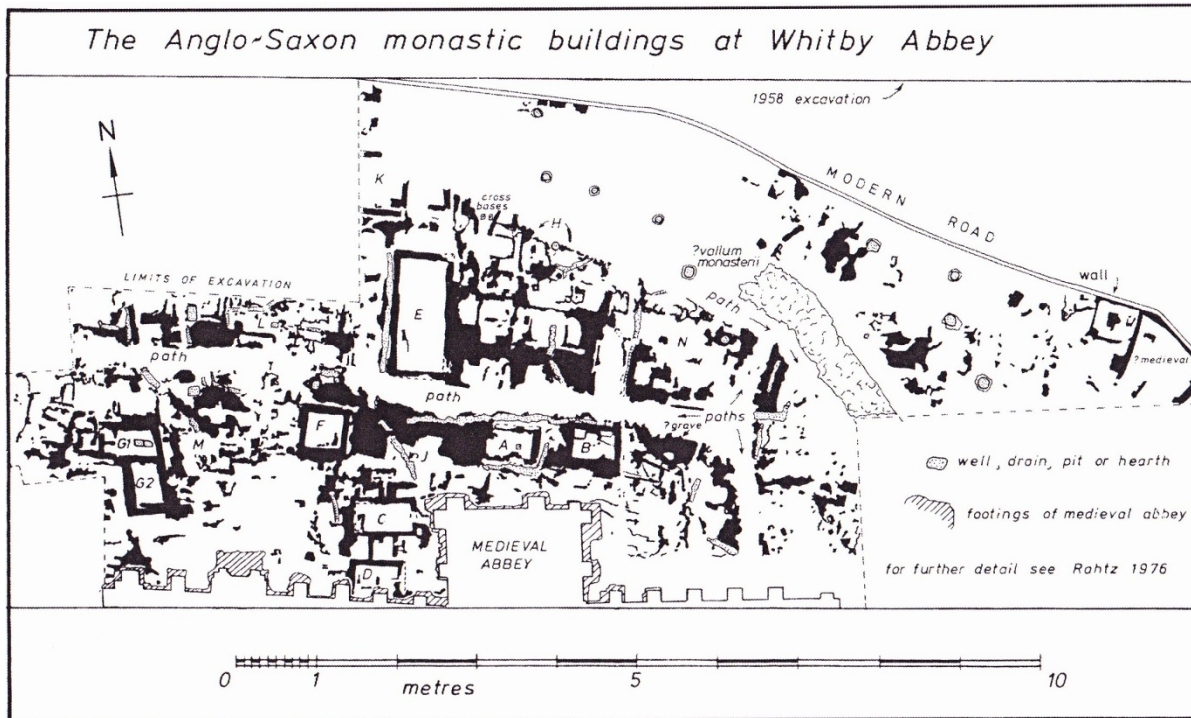 The Anglo-Saxon monastic buildings at Whitby Abbey
1958 excavation
N
MODERN ROAD
K
cross
bases
H
?vallum
monasterii
path
wall
LIMITS OF EXCAVATION
L
E
N
path
?medieval
path
paths
?grave
G1
M
F
J
A
B
G2
C
D
MEDIEVAL
ABBEY
well, drain, pit or hearth
footings of medieval abbey
for further detail see Rahtz 1976
0 1 5 10
metres